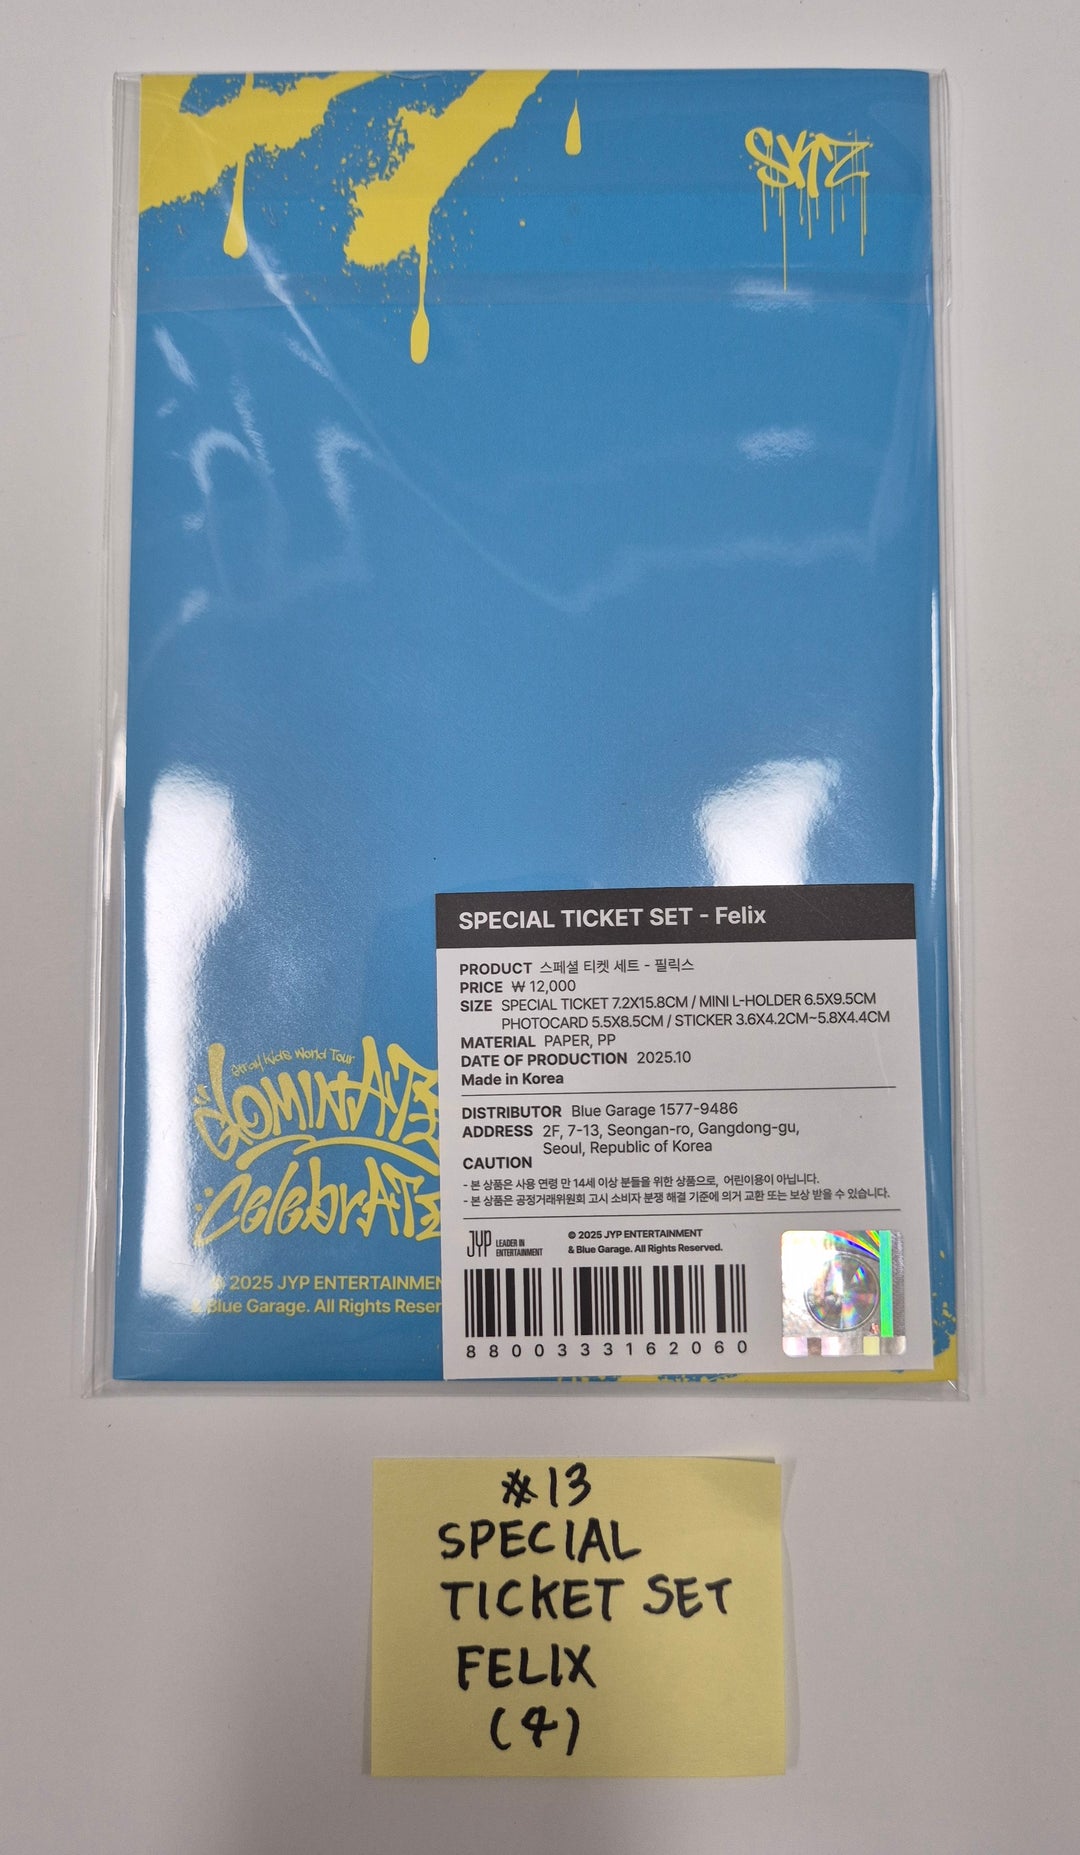 SKZ
SPECIAL TICKET SET - Felix
PRODUCT 스페셜 티켓 세트 - 필릭스
PRICE ₩ 12,000
SIZE SPECIAL TICKET 7.2X15.8CM / MINI L-HOLDER 6.5X9.5CM
PHOTOCARD 5.5X8.5CM / STICKER 3.6X4.2CM~5.8X4.4CM
MATERIAL PAPER, PP
DATE OF PRODUCTION 2025.10
Made in Korea
DISTRIBUTOR Blue Garage 1577-9486
ADDRESS 2F, 7-13, Seongan-ro, Gangdong-gu,
Seoul, Republic of Korea
CAUTION
- 본 상품은 사용 연령 만 14세 이상 분들을 위한 상품으로, 어린이용이 아닙니다.
- 본 상품은 공정거래위원회 고시 소비자 분쟁 해결 기준에 의거 교환 또는 보상 받을 수 있습니다.
JYP LEADER IN
ENTERTAINMENT
© 2025 JYP ENTERTAINMENT
& Blue Garage. All Rights Reserved.
8800333162060
Stray Kids World Tour
dOMINATE
CelebrATE
© 2025 JYP ENTERTAINMEN
& Blue Garage. All Rights Reser
#13
SPECIAL
TICKET SET
FELIX
(4)